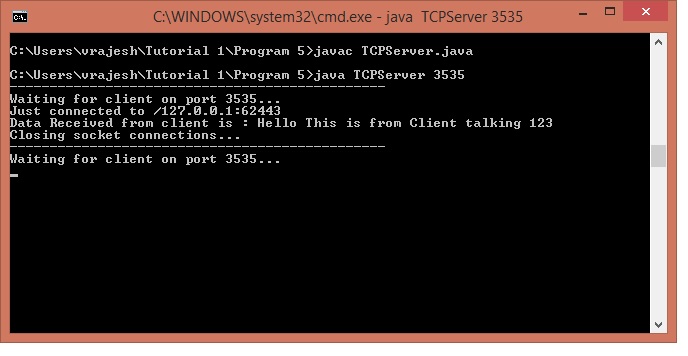 C:\WINDOWS\system32\cmd.exe - java  TCPServer 3535
C:\Users\vrajesh\Tutorial 1\Program 5>javac TCPServer.java
C:\Users\vrajesh\Tutorial 1\Program 5>java TCPServer 3535
--------------------------------------------------
Waiting for client on port 3535...
Just connected to /127.0.0.1:62443
Data Received from client is : Hello This is from Client talking 123
Closing socket connections...
--------------------------------------------------
Waiting for client on port 3535...